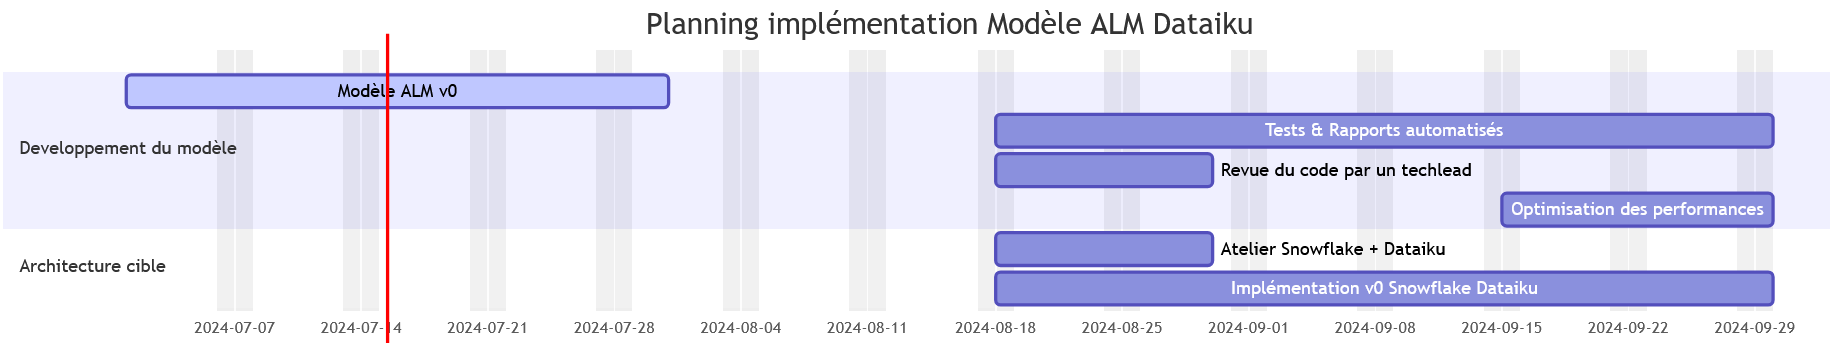 Planning implémentation Modèle ALM Dataiku
Modèle ALM v0
Tests & Rapports automatisés
Developpement du modèle
Revue du code par un techlead
Optimisation des performances
Atelier Snowflake + Dataiku
Architecture cible
Implémentation v0 Snowflake Dataiku
2024-07-07 2024-07-14 2024-07-21 2024-07-28 2024-08-04 2024-08-11 2024-08-18 2024-08-25 2024-09-01 2024-09-08 2024-09-15 2024-09-22 2024-09-29